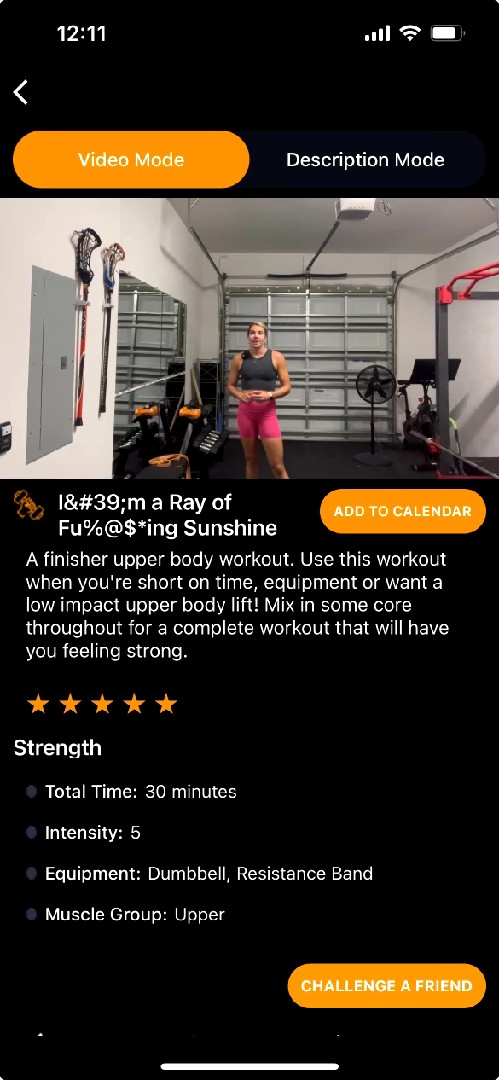 12:11
Video Mode
Description Mode
I&#39;m a Ray of
Fu%@$*ing Sunshine
ADD TO CALENDAR
A finisher upper body workout. Use this workout
when you're short on time, equipment or want a
low impact upper body lift! Mix in some core
throughout for a complete workout that will have
you feeling strong.
Strength
Total Time: 30 minutes
Intensity: 5
Equipment: Dumbbell, Resistance Band
Muscle Group: Upper
CHALLENGE A FRIEND